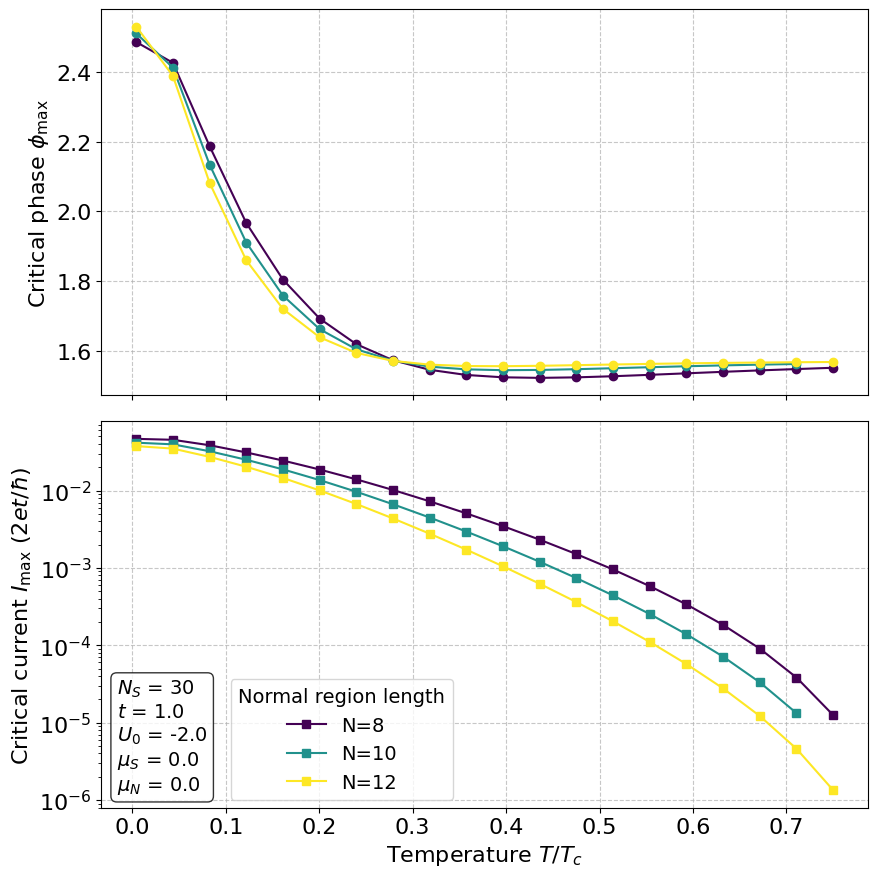 2.4
2.2
2.0
1.8
1.6
Critical phase ϕmax
10⁻²
10⁻³
10⁻⁴
10⁻⁵
10⁻⁶
Critical current Imax (2et/ħ)
N_S = 30
t = 1.0
U₀ = -2.0
μ_S = 0.0
μ_N = 0.0
Normal region length
N=8
N=10
N=12
0.0 0.1 0.2 0.3 0.4 0.5 0.6 0.7
Temperature T/T_c